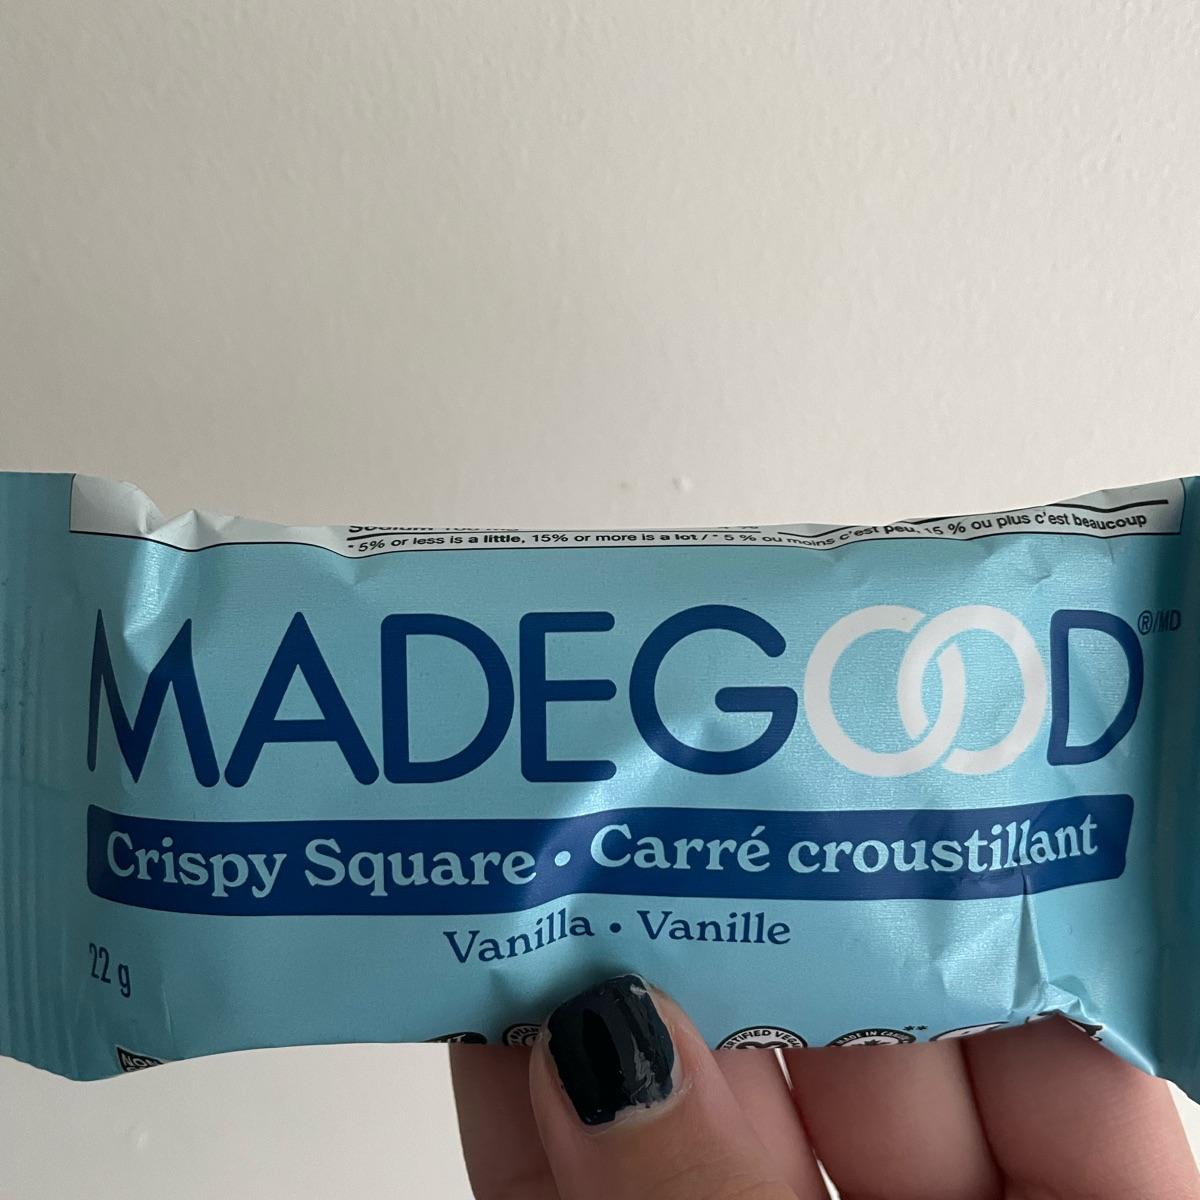 * 5% or less is a little, 15% or more is a lot / * 5 % ou moins c'est peu, 15 % ou plus c'est beaucoup
MADEGOOD®/MD
Crispy Square • Carré croustillant
Vanilla • Vanille
22 g